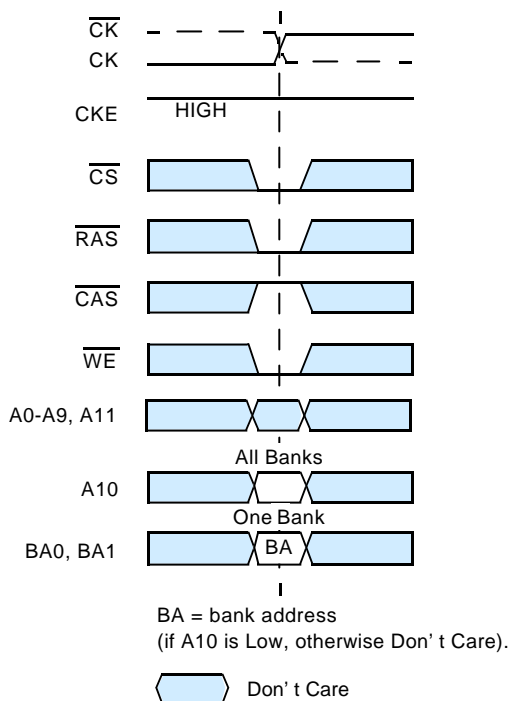 CK
CK
CKE HIGH
CS
RAS
CAS
WE
A0-A9, A11
All Banks
A10
One Bank
BA0, BA1 BA
BA = bank address
(if A10 is Low, otherwise Don' t Care).
Don' t Care